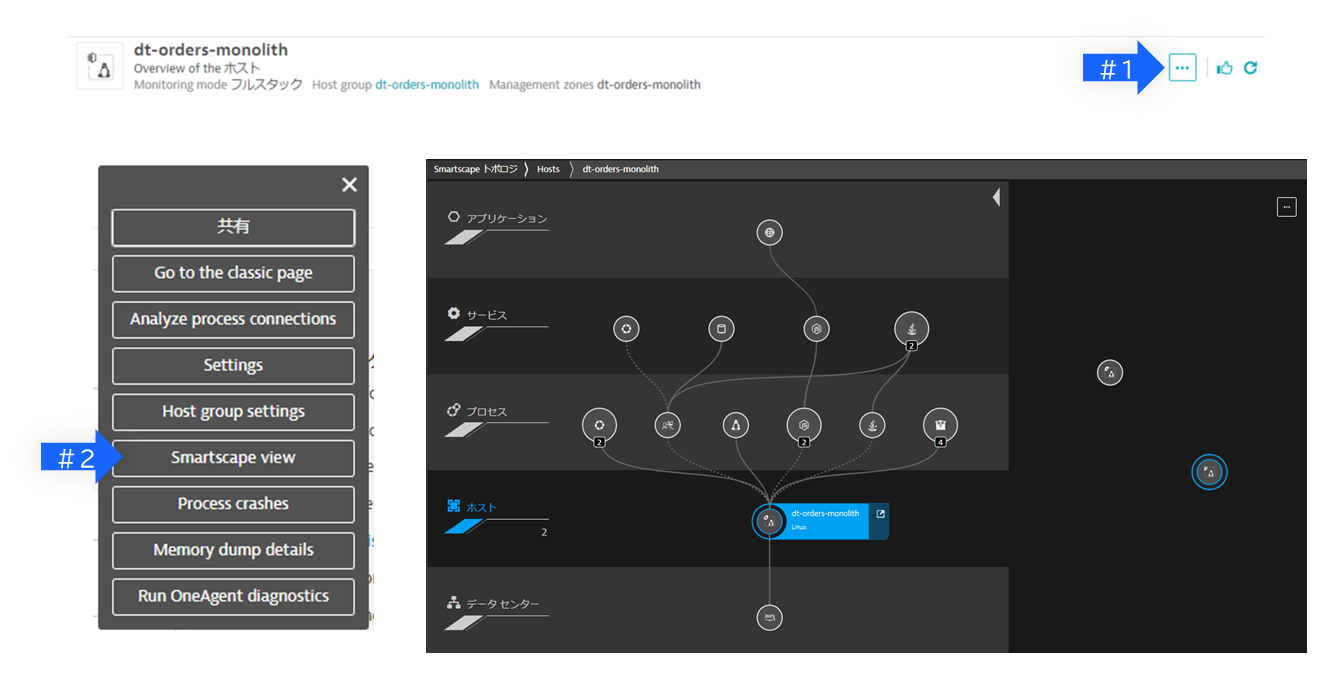 dt-orders-monolith
Overview of the ホスト
Monitoring mode フルスタック Host group dt-orders-monolith Management zones dt-orders-monolith
#1
共有
Go to the classic page
Analyze process connections
Settings
Host group settings
#2
Smartscape view
Process crashes
Memory dump details
Run OneAgent diagnostics
Smartscape トポロジ Hosts dt-orders-monolith
アプリケーション
サービス
2
プロセス
2
2
4
ホスト
2
dt-orders-monolith
Linux
データ センター
aws